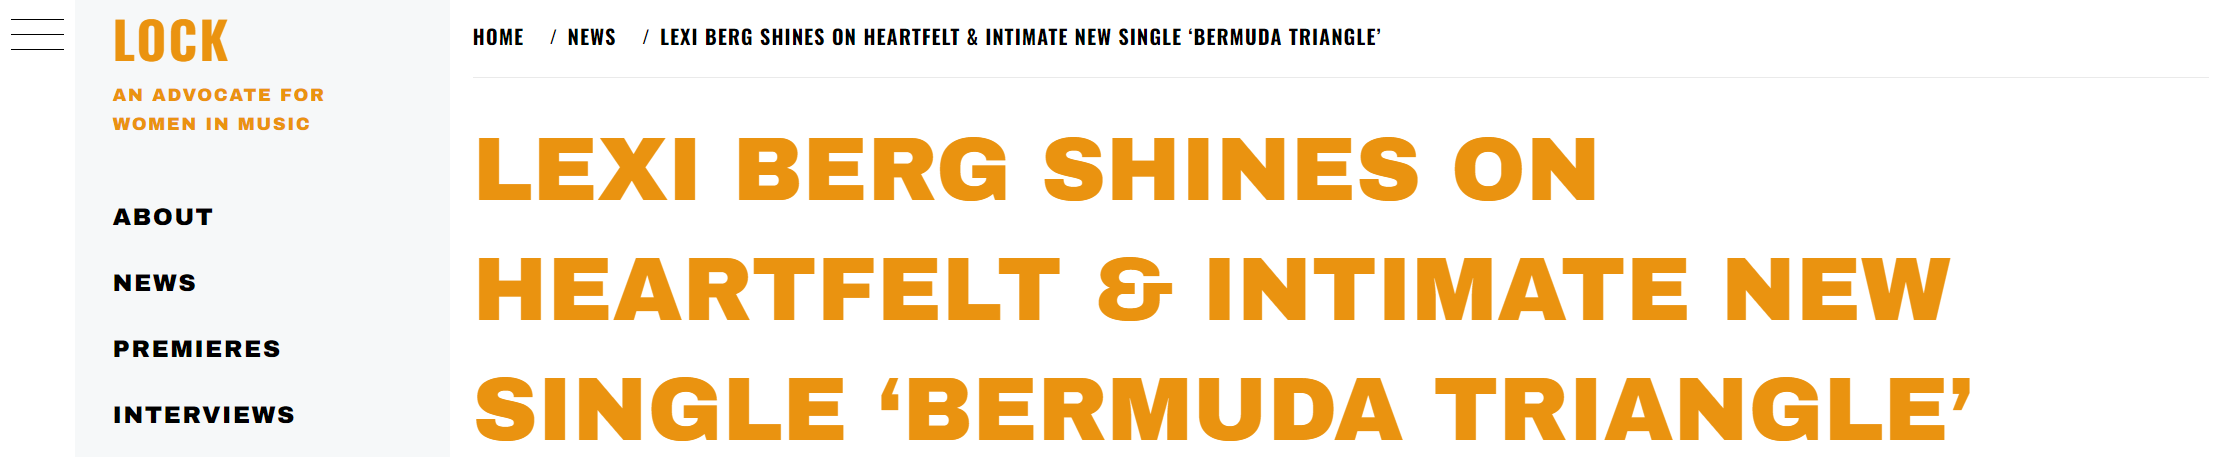 LOCK
AN ADVOCATE FOR
WOMEN IN MUSIC
ABOUT
NEWS
PREMIERES
INTERVIEWS
HOME / NEWS / LEXI BERG SHINES ON HEARTFELT & INTIMATE NEW SINGLE ‘BERMUDA TRIANGLE’
LEXI BERG SHINES ON
HEARTFELT & INTIMATE NEW
SINGLE ‘BERMUDA TRIANGLE’